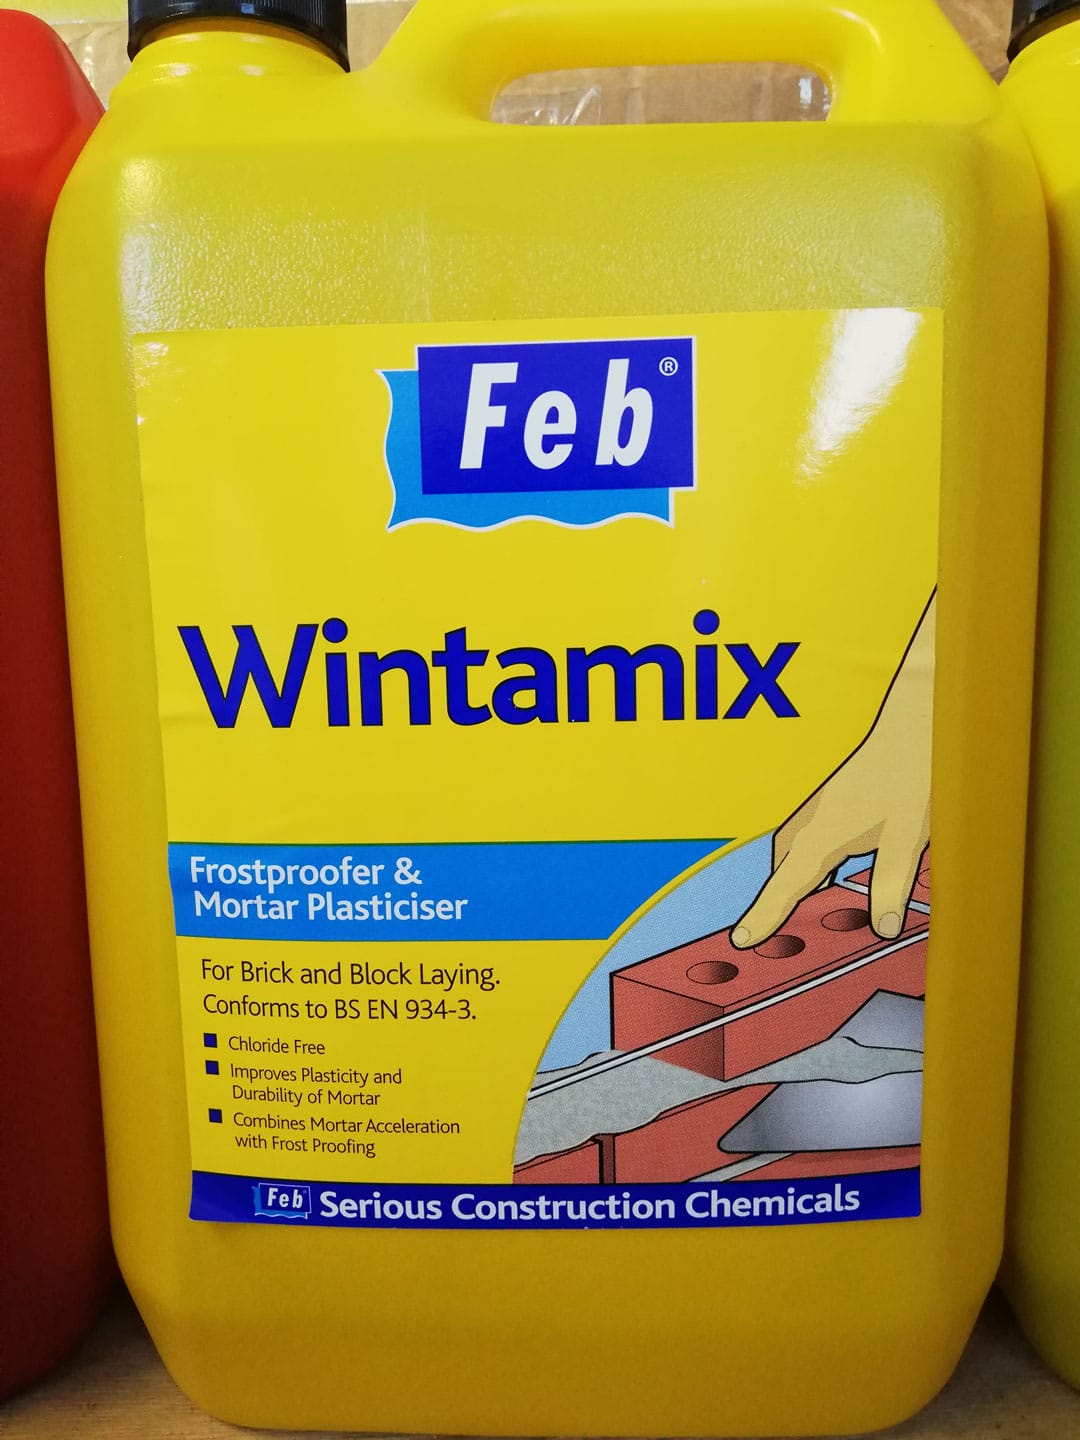 Feb®
Wintamix
Frostproofer &
Mortar Plasticiser
For Brick and Block Laying.
Conforms to BS EN 934-3.
Chloride Free
Improves Plasticity and
Durability of Mortar
Combines Mortar Acceleration
with Frost Proofing
Feb Serious Construction Chemicals